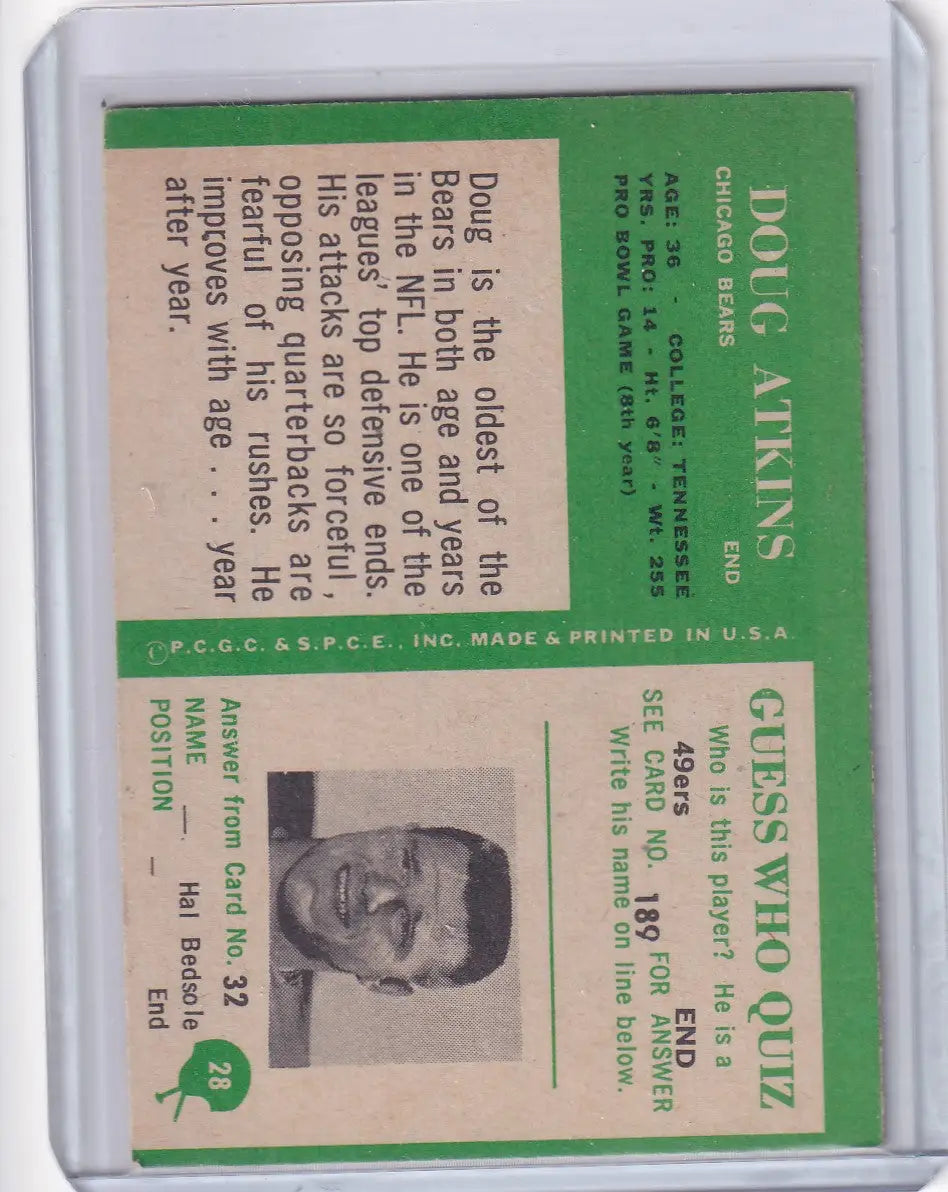 DOUG ATKINS
CHICAGO BEARS END
AGE: 36 - COLLEGE: TENNESSEE
YRS. PRO: 14 - Ht. 6'8" - Wt. 255
PRO BOWL GAME (8th year)
Doug is the oldest of the
Bears in both age and years
in the NFL. He is one of the
leagues' top defensive ends.
His attacks are so forceful,
opposing quarterbacks are
fearful of his rushes. He
improves with age . . . year
after year.
© P.C.G.C. & S.P.C.E., INC. MADE & PRINTED IN U.S.A.
GUESS WHO QUIZ
Who is this player? He is a
49ers END
SEE CARD NO. 189 FOR ANSWER
Write his name on line below.
Answer from Card No. 32
NAME — Hal Bedsole
POSITION — End
28